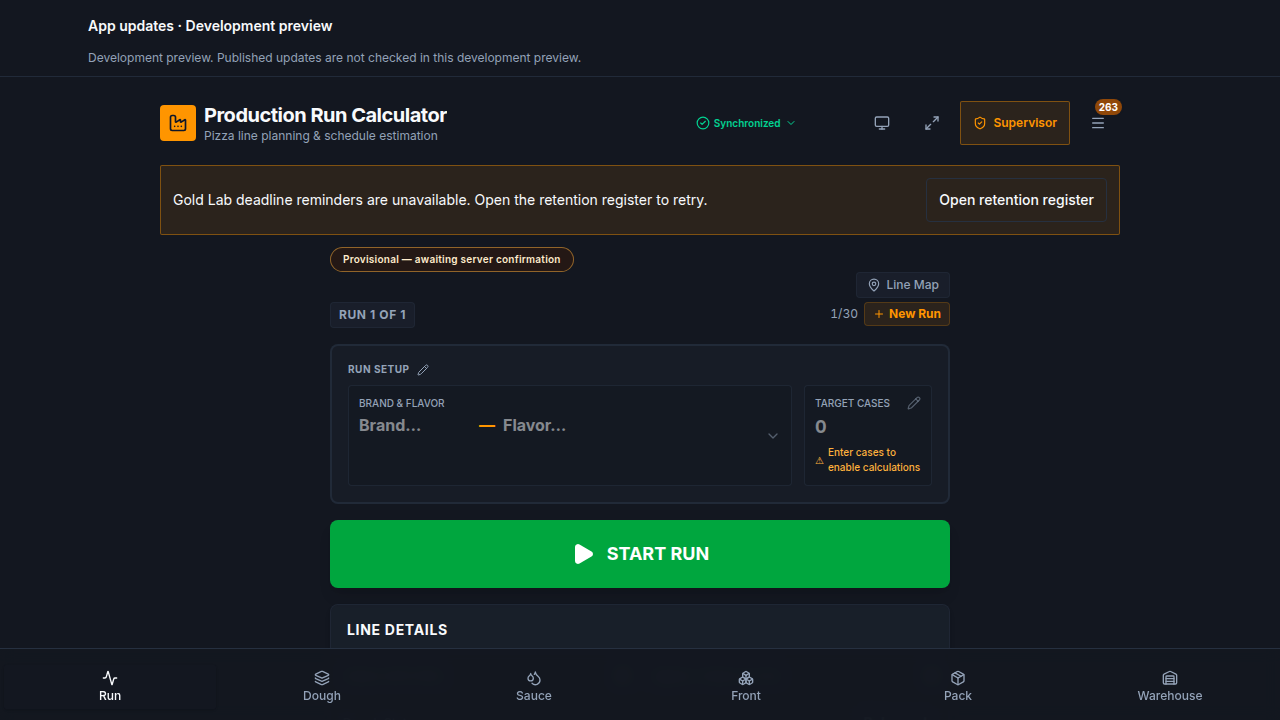 App updates · Development preview
Development preview. Published updates are not checked in this development preview.
Production Run Calculator
Pizza line planning & schedule estimation
Synchronized
Supervisor
263
Gold Lab deadline reminders are unavailable. Open the retention register to retry.
Open retention register
Provisional — awaiting server confirmation
Line Map
RUN 1 OF 1
1/30
+ New Run
RUN SETUP
BRAND & FLAVOR
Brand... — Flavor...
TARGET CASES
0
⚠ Enter cases to
enable calculations
START RUN
LINE DETAILS
Run
Dough
Sauce
Front
Pack
Warehouse